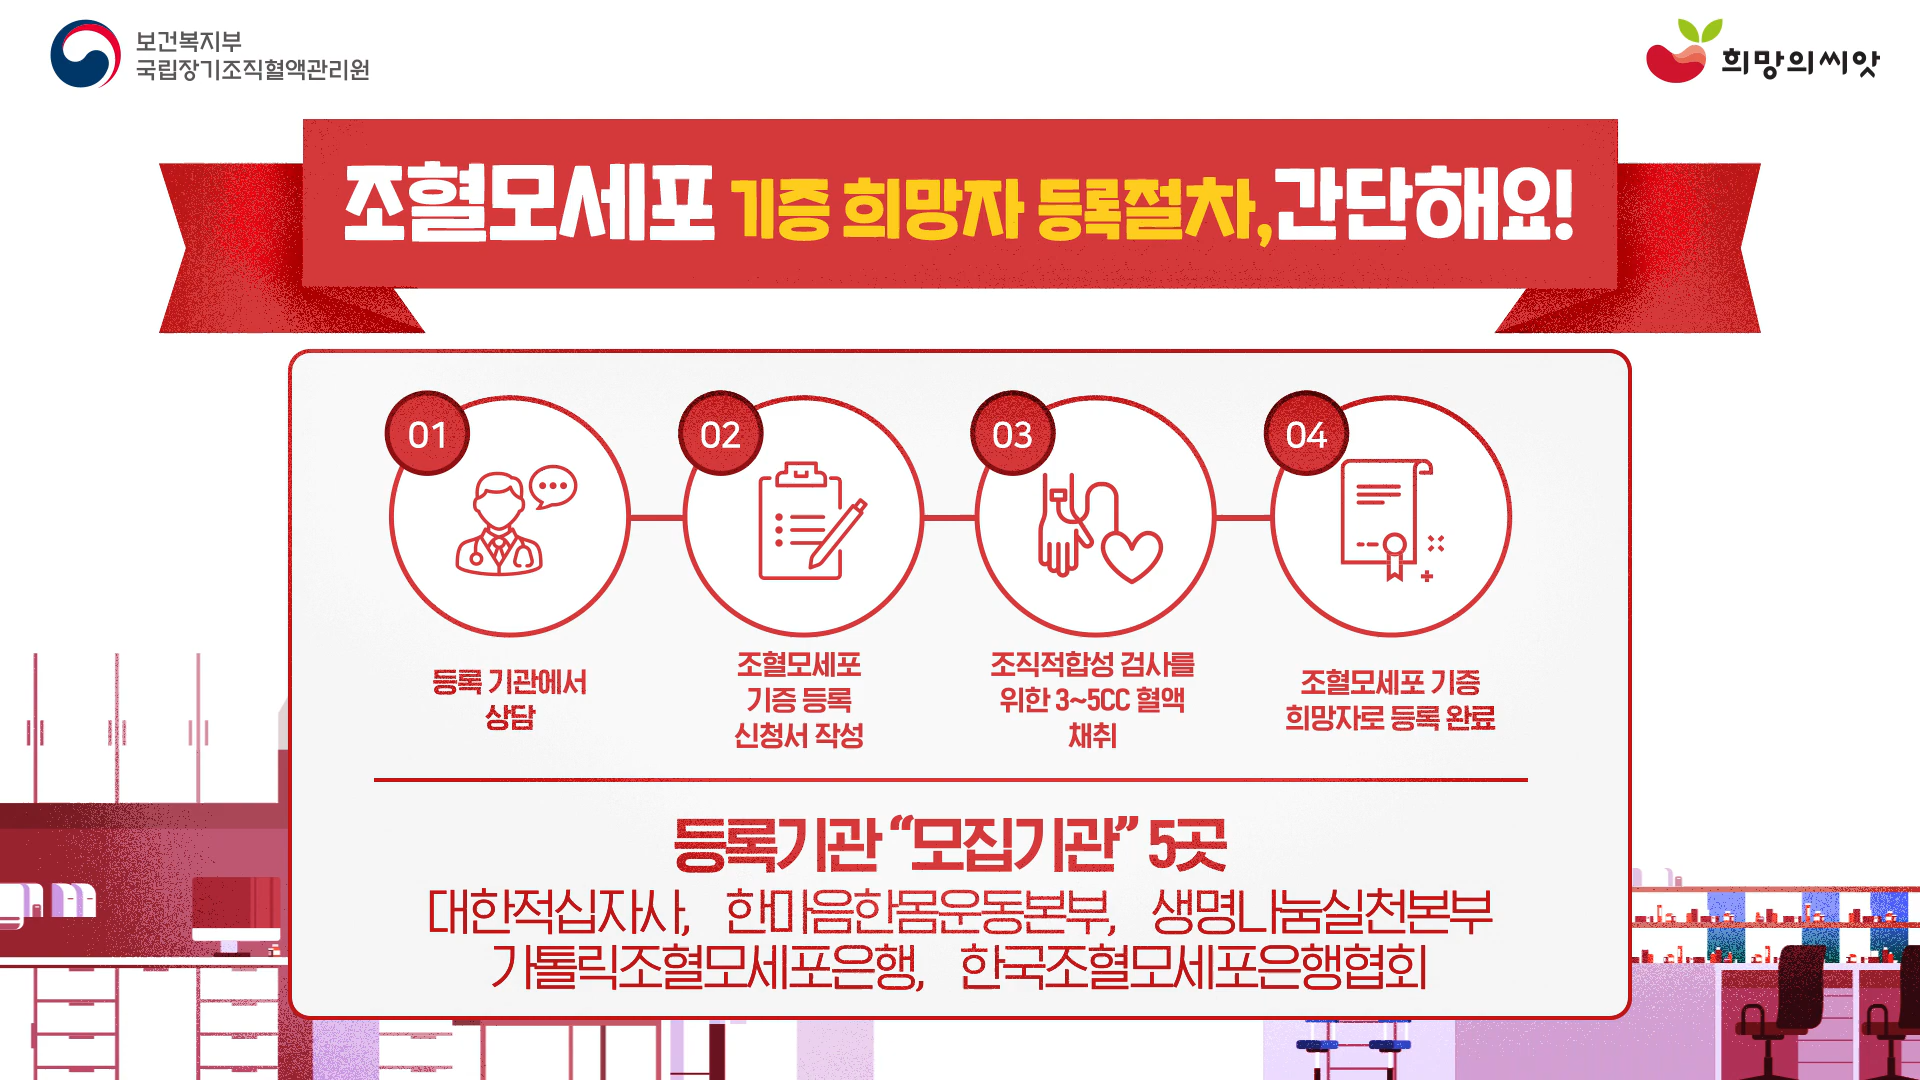 보건복지부
국립장기조직혈액관리원
희망의씨앗
조혈모세포 기증 희망자 등록절차, 간단해요!
01
등록 기관에서
상담
02
조혈모세포
기증 등록
신청서 작성
03
조직적합성 검사를
위한 3~5CC 혈액
채취
04
조혈모세포 기증
희망자로 등록 완료
등록기관 “모집기관” 5곳
대한적십자사, 한마음한몸운동본부, 생명나눔실천본부
가톨릭조혈모세포은행, 한국조혈모세포은행협회